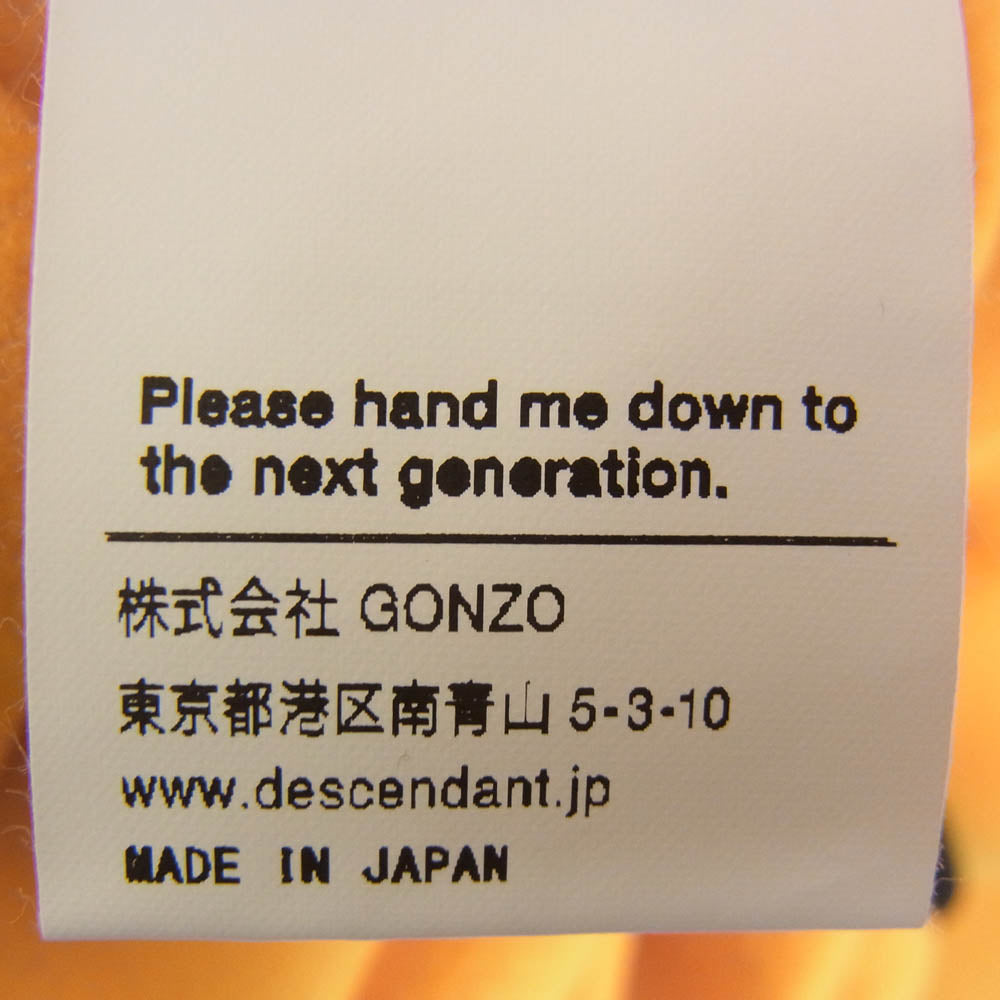 Please hand me down to
the next generation.
株式会社 GONZO
東京都港区南青山 5-3-10
www.descendant.jp
MADE IN JAPAN